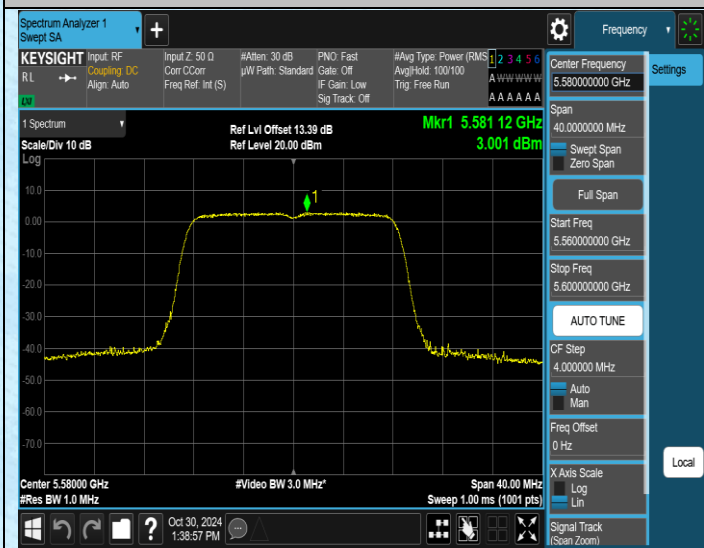 Spectrum Analyzer 1
Swept SA
Frequency
KEYSIGHT
RL
LXI
Input: RF
Coupling: DC
Align: Auto
Input Z: 50 Ω
Corr CCorr
Freq Ref: Int (S)
#Atten: 30 dB
µW Path: Standard
PNO: Fast
Gate: Off
IF Gain: Low
Sig Track: Off
#Avg Type: Power (RMS
Avg|Hold: 100/100
Trig: Free Run
1 2 3 4 5 6
A W W W W W
A A A A A A
1 Spectrum
Scale/Div 10 dB
Log
Ref Lvl Offset 13.39 dB
Ref Level 20.00 dBm
Mkr1 5.581 12 GHz
3.001 dBm
1
10.0
0.00
-10.0
-20.0
-30.0
-40.0
-50.0
-60.0
-70.0
Center 5.58000 GHz
#Res BW 1.0 MHz
#Video BW 3.0 MHz*
Span 40.00 MHz
Sweep 1.00 ms (1001 pts)
Oct 30, 2024
1:38:57 PM
?
Center Frequency
5.580000000 GHz
Settings
Span
40.0000000 MHz
Swept Span
Zero Span
Full Span
Start Freq
5.560000000 GHz
Stop Freq
5.600000000 GHz
AUTO TUNE
CF Step
4.000000 MHz
Auto
Man
Freq Offset
0 Hz
X Axis Scale
Log
Lin
Signal Track
(Span Zoom)
Local